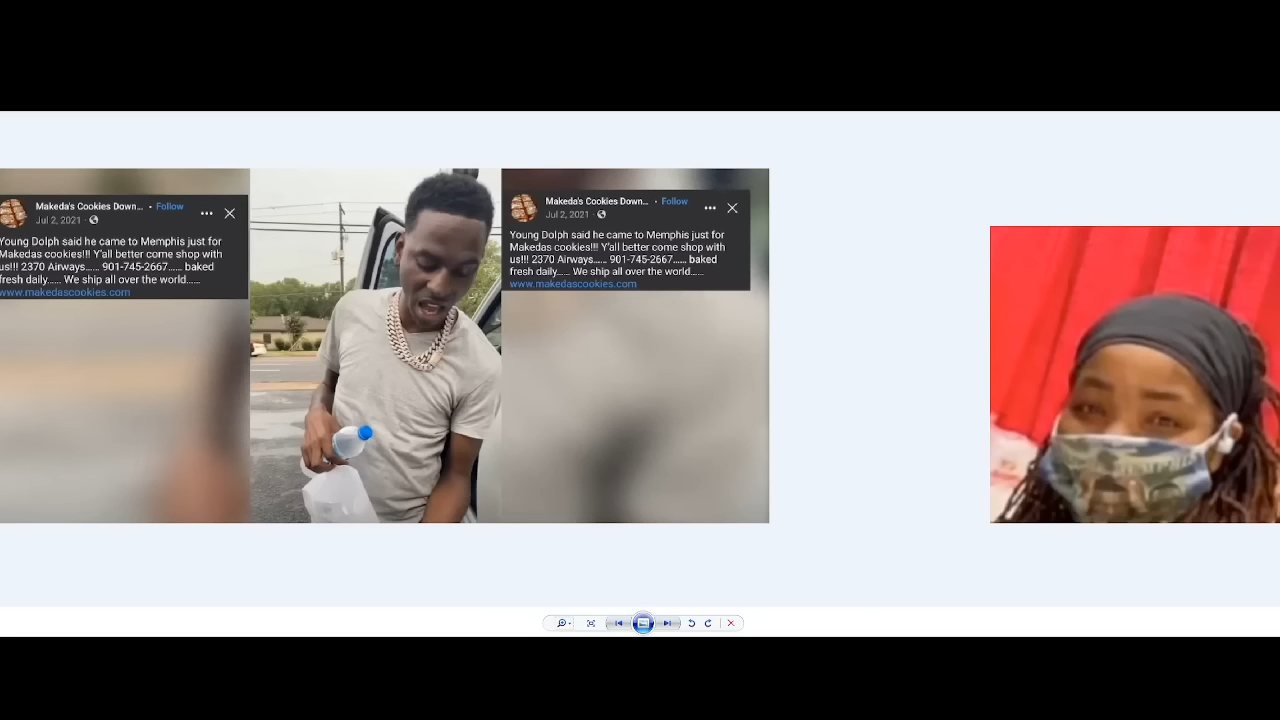 Makeda's Cookies Down... · Follow
Jul 2, 2021 ·
Young Dolph said he came to Memphis just for
Makedas cookies!!! Y'all better come shop with
us!!! 2370 Airways...... 901-745-2667...... baked
fresh daily...... We ship all over the world......
www.makedascookies.com
Makeda's Cookies Down... · Follow
Jul 2, 2021 ·
Young Dolph said he came to Memphis just for
Makedas cookies!!! Y'all better come shop with
us!!! 2370 Airways...... 901-745-2667...... baked
fresh daily...... We ship all over the world......
www.makedascookies.com